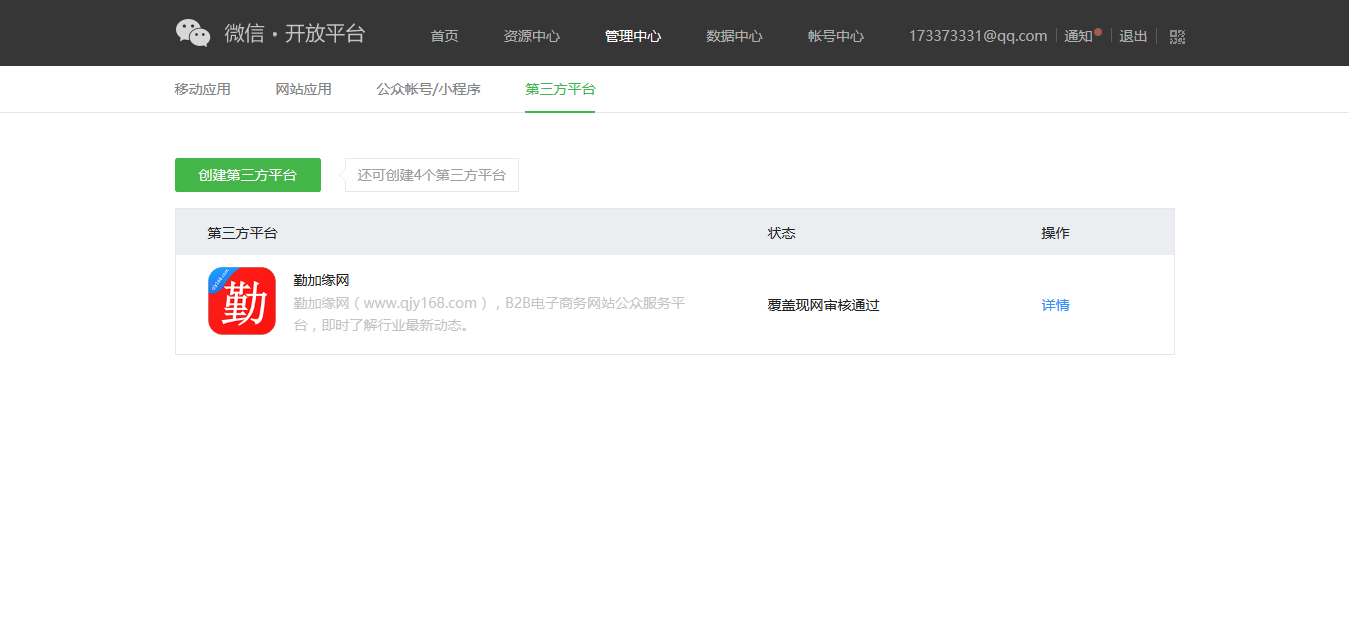 微信·开放平台 首页 资源中心 管理中心 数据中心 帐号中心 173373331@qq.com 通知 退出
移动应用 网站应用 公众帐号/小程序 第三方平台
创建第三方平台 还可创建4个第三方平台
第三方平台 状态 操作
勤
勤加缘网
勤加缘网（www.qjy168.com），B2B电子商务网站公众服务平
台，即时了解行业最新动态。
覆盖现网审核通过 详情